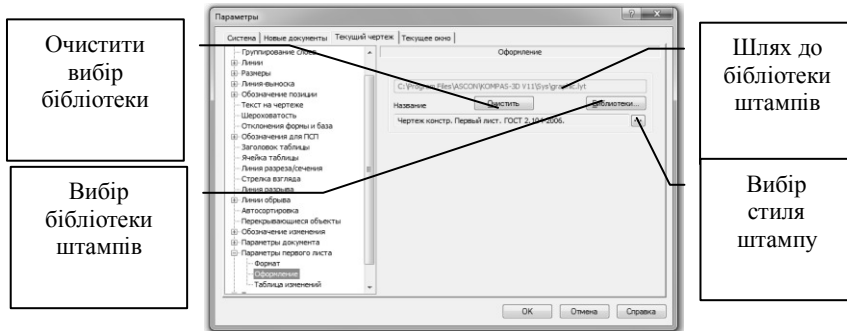 Очистити
вибір
бібліотеки
Вибір
бібліотеки
штампів
Параметры
Система
Новые документы
Текущий чертеж
Текущее окно
Группирование слоев
Линии
Размеры
Линия-выноска
Обозначение позиции
Текст на чертеже
Шероховатость
Отклонения формы и база
Обозначения для ПСП
Заголовок таблицы
Ячейка таблицы
Линия разреза/сечения
Стрелка взгляда
Линия разрыва
Линии обрыва
Автосортировка
Перекрывающиеся объекты
Обозначение изменения
Параметры документа
Параметры первого листа
Формат
Оформление
Таблица изменений
Оформление
C:\Program Files\ASCON\KOMPAS-3D V11\Sys\graphic.lyt
Название
Очистить
Библиотеки...
Чертеж констр. Первый лист. ГОСТ 2.104-2006.
OK
Отмена
Справка
Шлях до
бібліотеки
штампів
Вибір
стиля
штампу